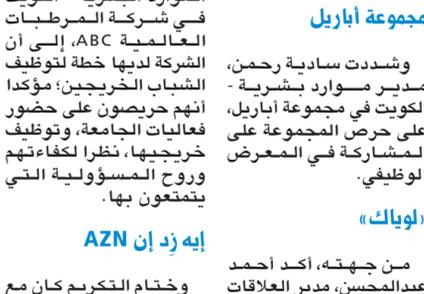 مجموعة أباريل
وشددت سادية رحمن،
مدير موارد بشرية -
الكويت في مجموعة أباريل،
على حرص المجموعة على
المشاركة في المعرض
الوظيفي.
«لوياك»
من جهته، أكد أحمد
عبدالمحسن، مدير العلاقات
في شركة المرطبات
العالمية ABC، إلى أن
الشركة لديها خطة لتوظيف
الشباب الخريجين؛ مؤكدا
أنهم حريصون على حضور
فعاليات الجامعة، وتوظيف
خريجيها، نظرا لكفاءتهم
وروح المسؤولية التي
يتمتعون بها.
إيه زد إن AZN
وختام التكريم كان مع